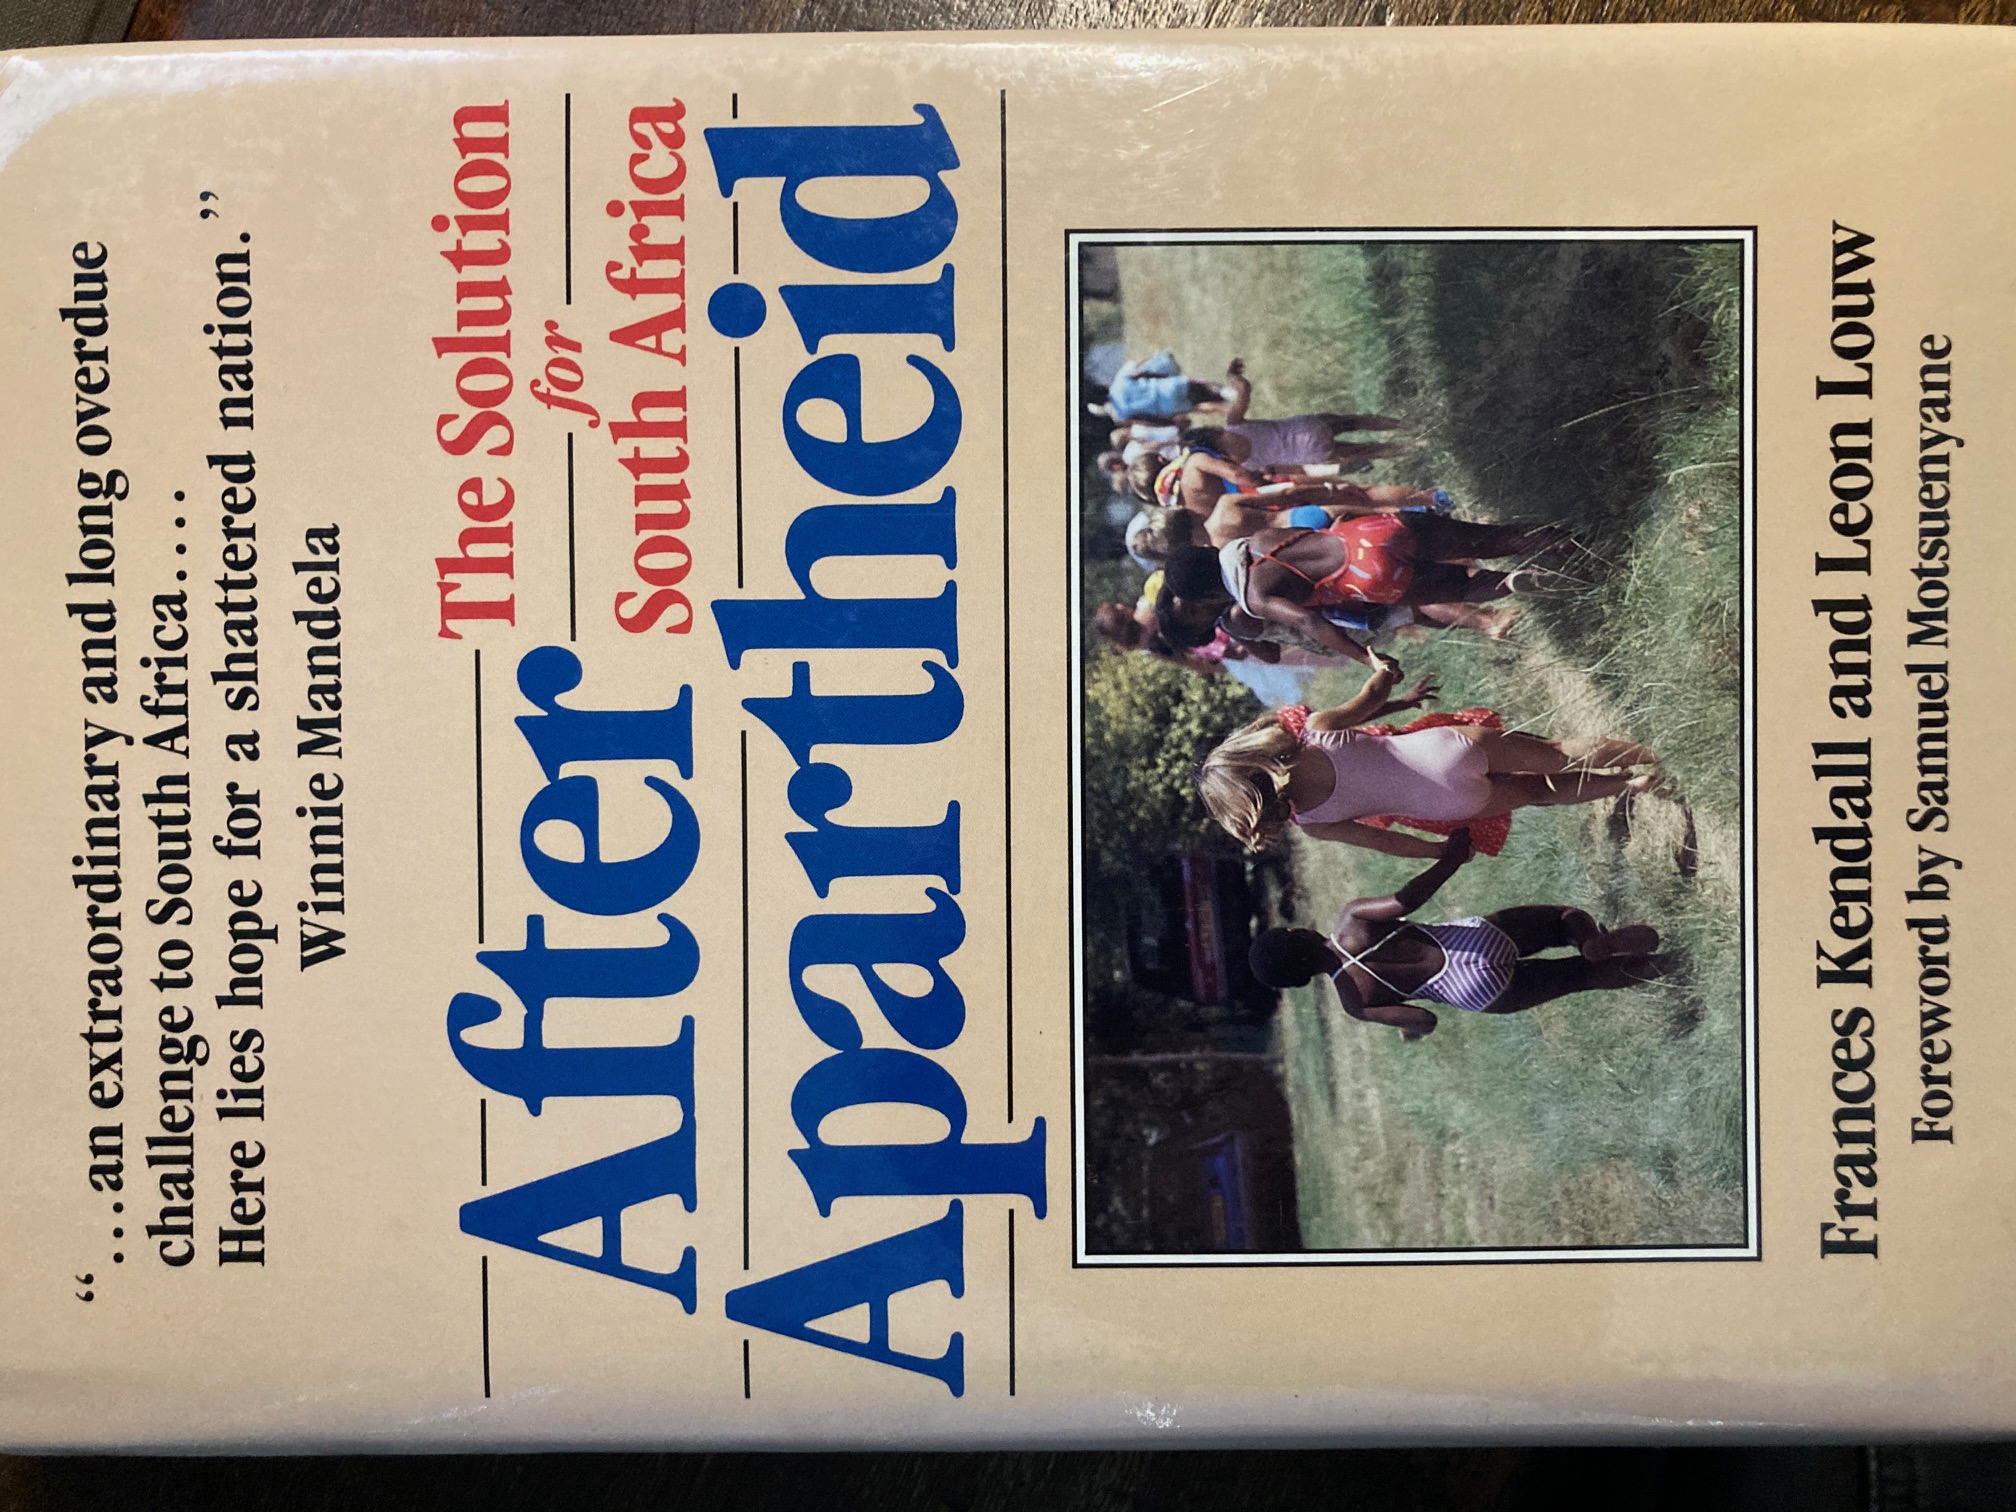 “...an extraordinary and long overdue
challenge to South Africa....
Here lies hope for a shattered nation.”
Winnie Mandela
After
The Solution
for
South Africa
Apartheid
Frances Kendall and Leon Louw
Foreword by Samuel Motsuenyane